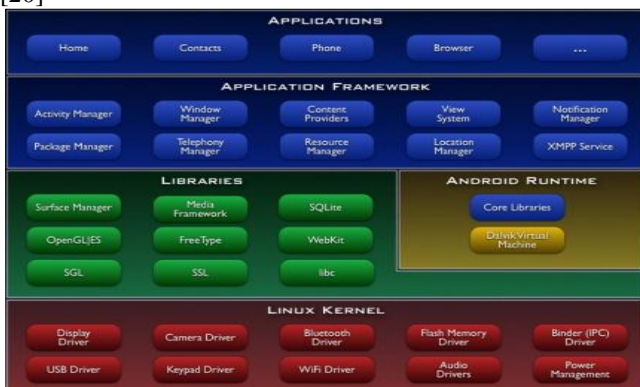 [20]
APPLICATIONS
Home Contacts Phone Browser ...
APPLICATION FRAMEWORK
Activity Manager Window Manager Content Providers View System Notification Manager
Package Manager Telephony Manager Resource Manager Location Manager XMPP Service
LIBRARIES
Surface Manager Media Framework SQLite
OpenGL|ES FreeType WebKit
SGL SSL libc
ANDROID RUNTIME
Core Libraries
Dalvik Virtual Machine
LINUX KERNEL
Display Driver Camera Driver Bluetooth Driver Flash Memory Driver Binder (IPC) Driver
USB Driver Keypad Driver WiFi Driver Audio Drivers Power Management